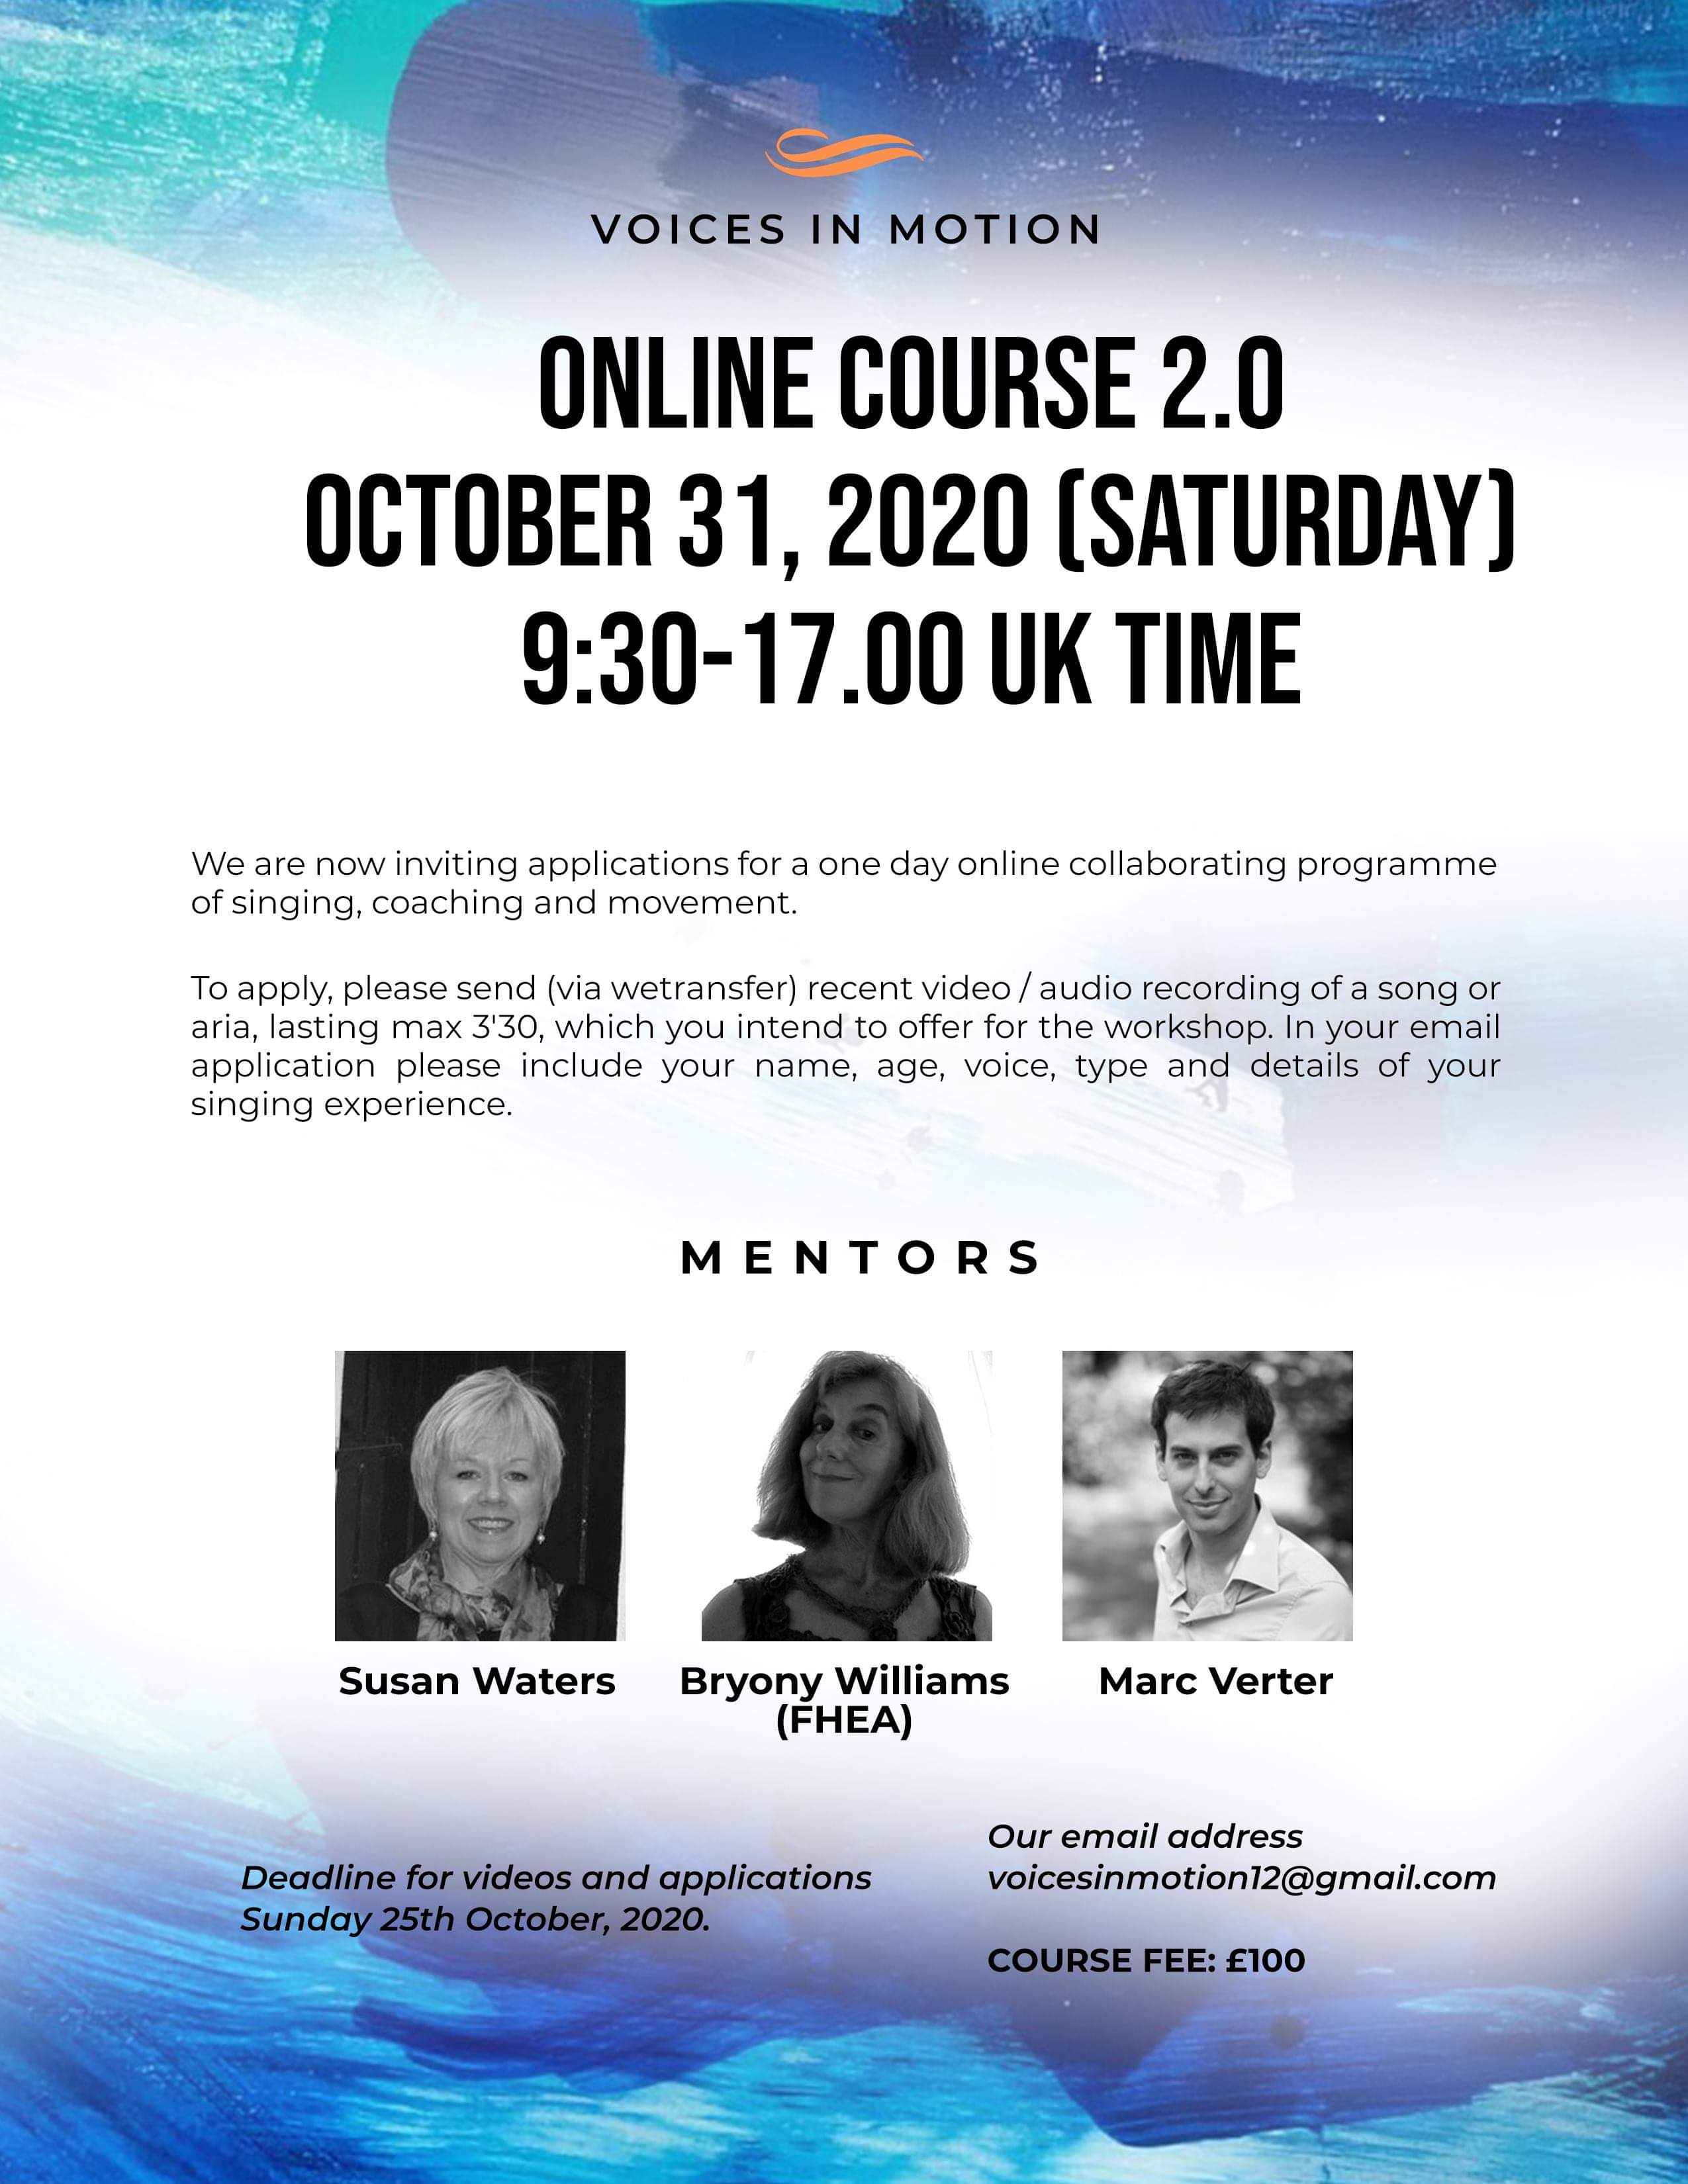 VOICES IN MOTION
ONLINE COURSE 2.0
OCTOBER 31, 2020 (SATURDAY)
9:30-17.00 UK TIME
We are now inviting applications for a one day online collaborating programme
of singing, coaching and movement.
To apply, please send (via wetransfer) recent video / audio recording of a song or
aria, lasting max 3'30, which you intend to offer for the workshop. In your email
application please include your name, age, voice, type and details of your
singing experience.
MENTORS
Susan Waters
Bryony Williams
(FHEA)
Marc Verter
Deadline for videos and applications
Sunday 25th October, 2020.
Our email address
voicesinmotion12@gmail.com
COURSE FEE: £100